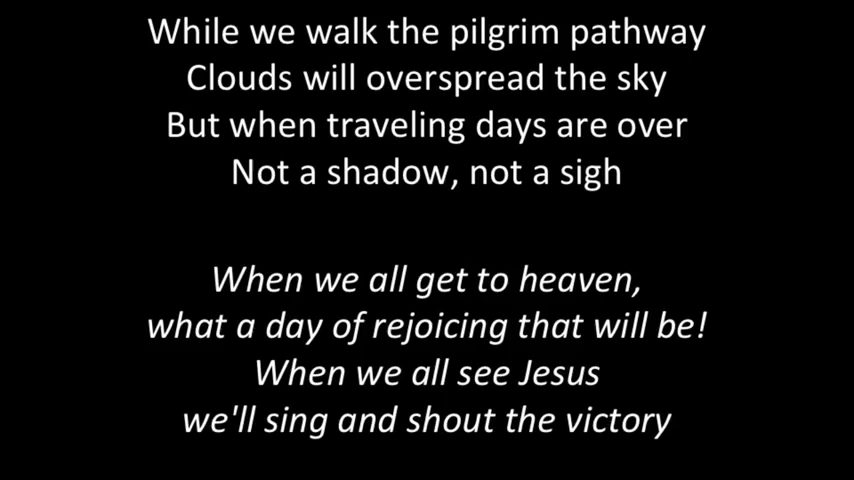 While we walk the pilgrim pathway
Clouds will overspread the sky
But when traveling days are over
Not a shadow, not a sigh
When we all get to heaven,
what a day of rejoicing that will be!
When we all see Jesus
we'll sing and shout the victory